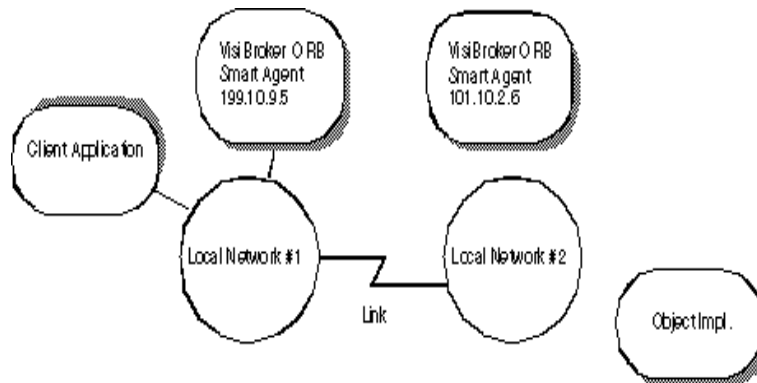 VisiBroker ORB
Smart Agent
199.10.9.5
VisiBroker ORB
Smart Agent
101.10.2.6
Client Application
Local Network #1
Local Network #2
Link
Object Impl.